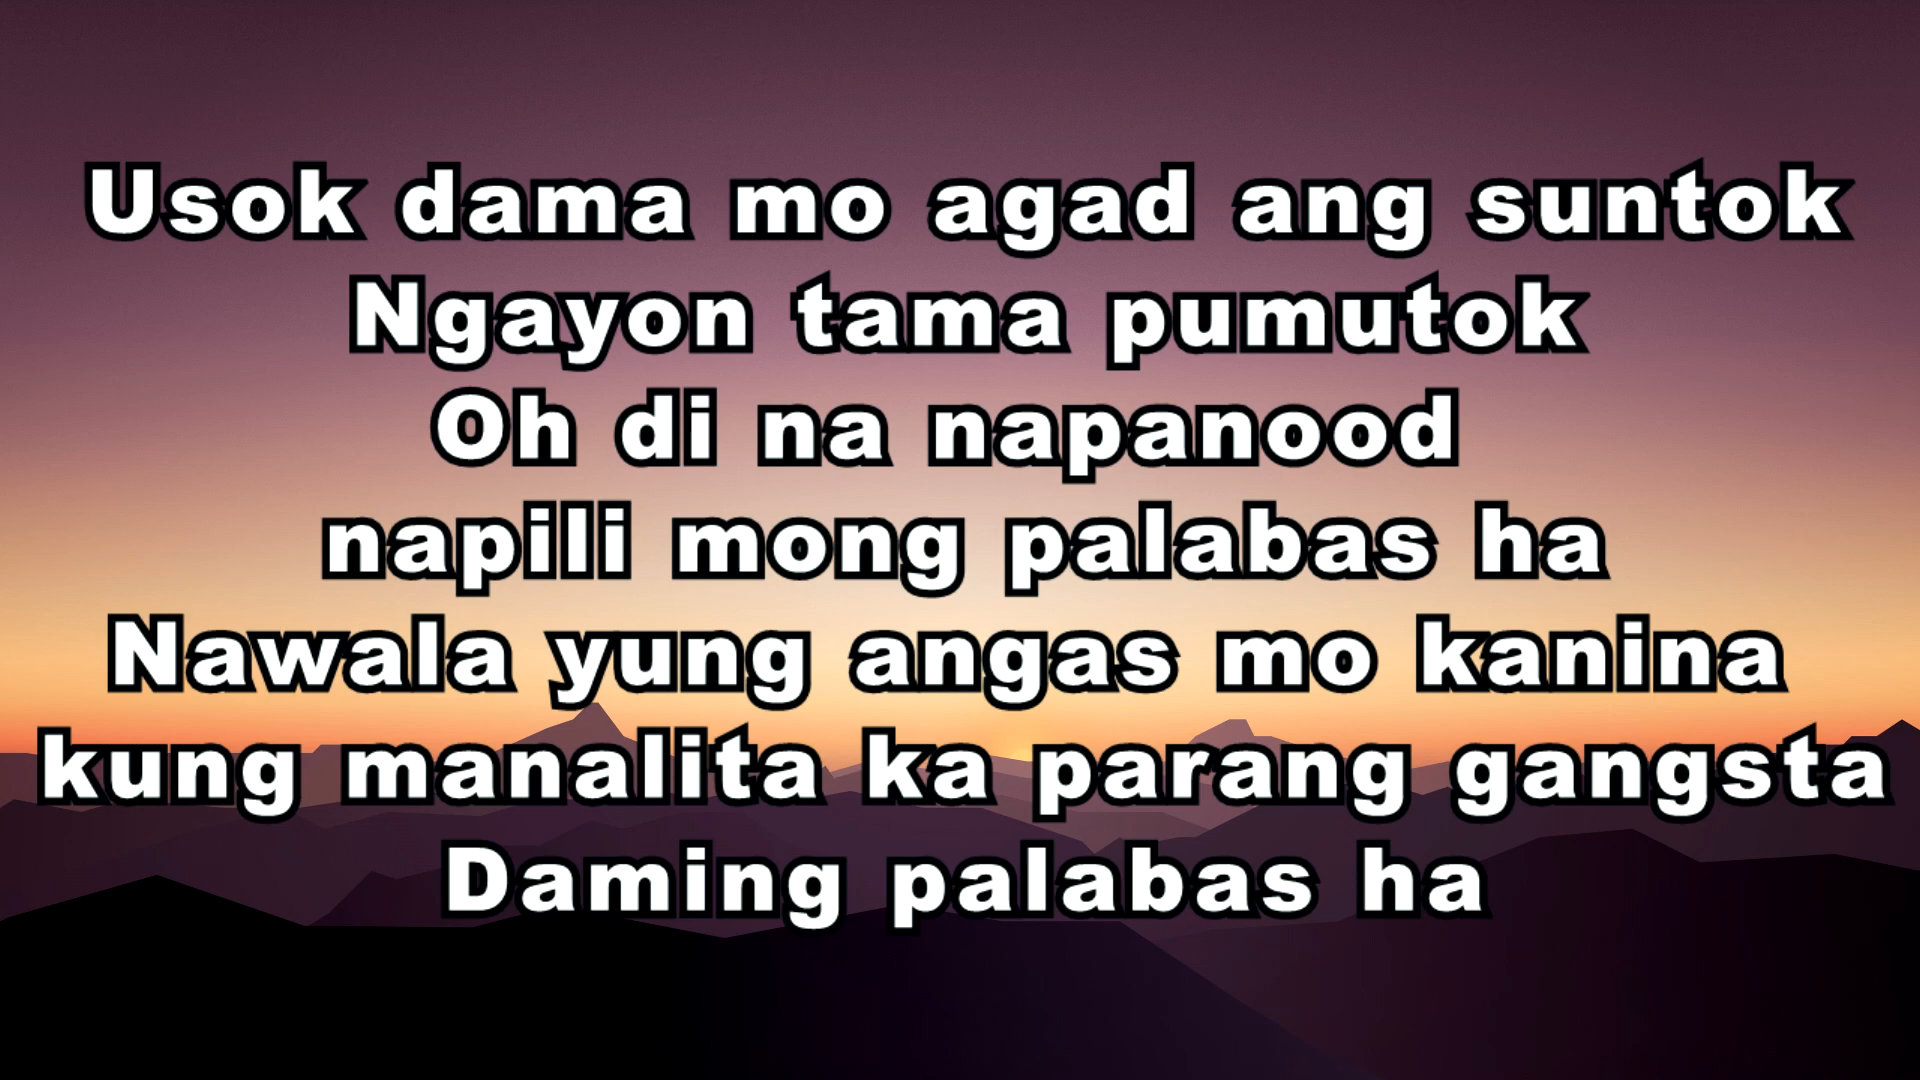 Usok dama mo agad ang suntok
Ngayon tama pumutok
Oh di na napanood
napili mong palabas ha
Nawala yung angas mo kanina
kung manalita ka parang gangsta
Daming palabas ha